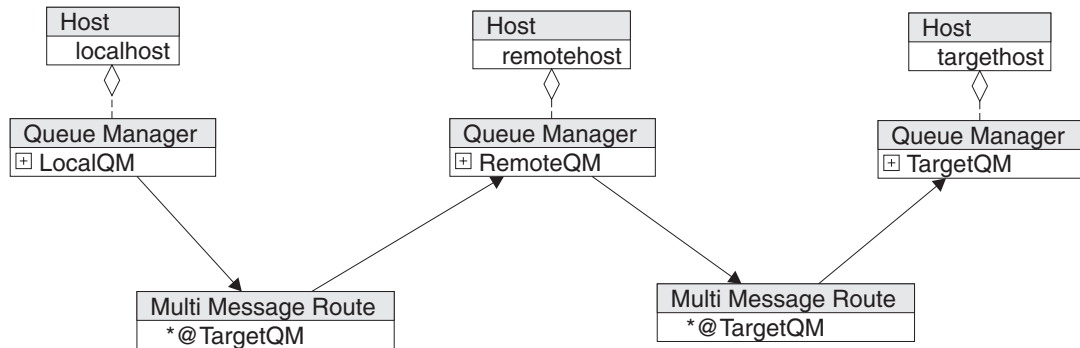 Host
localhost
Host
remotehost
Host
targethost
Queue Manager
LocalQM
Queue Manager
RemoteQM
Queue Manager
TargetQM
Multi Message Route
*@TargetQM
Multi Message Route
*@TargetQM